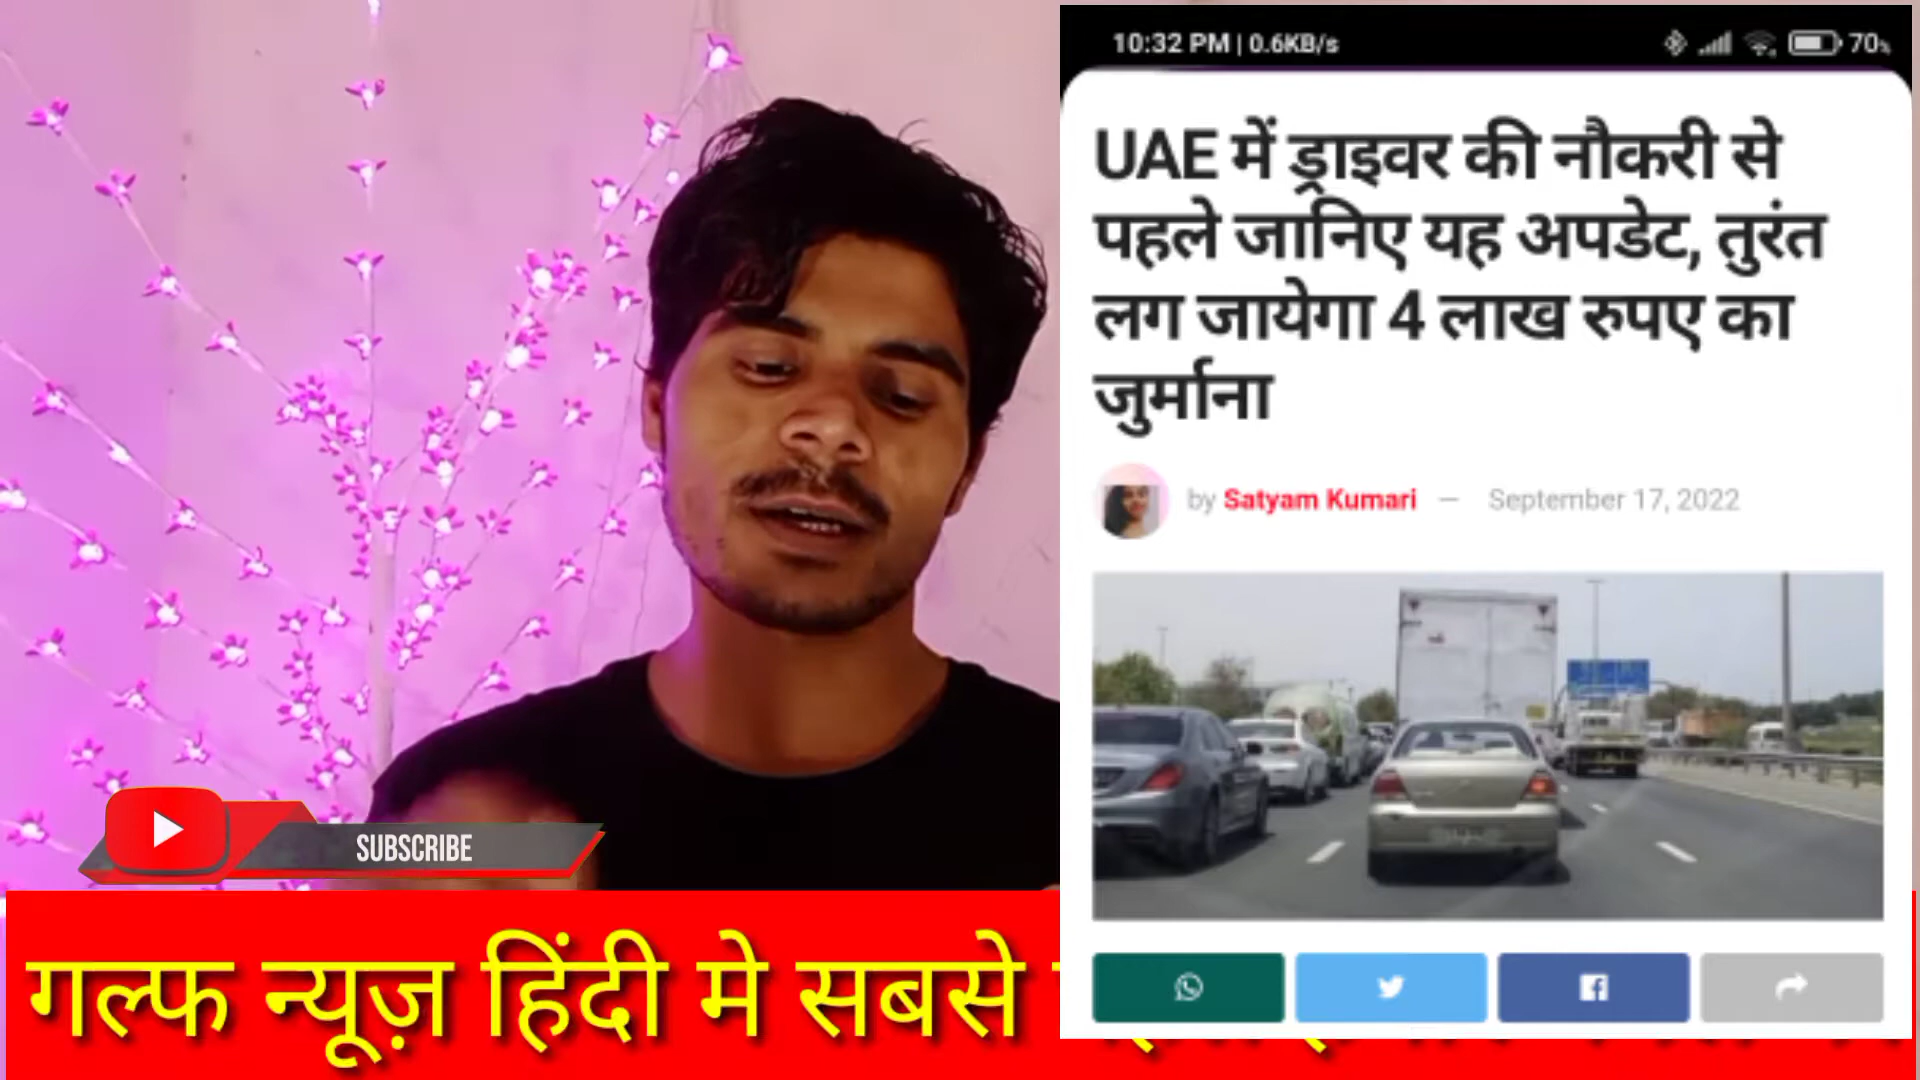 10:32 PM | 0.6KB/s
70%
UAE में ड्राइवर की नौकरी से
पहले जानिए यह अपडेट, तुरंत
लग जायेगा 4 लाख रुपए का
जुर्माना
by Satyam Kumari — September 17, 2022
SUBSCRIBE
गल्फ न्यूज़ हिंदी मे सबसे